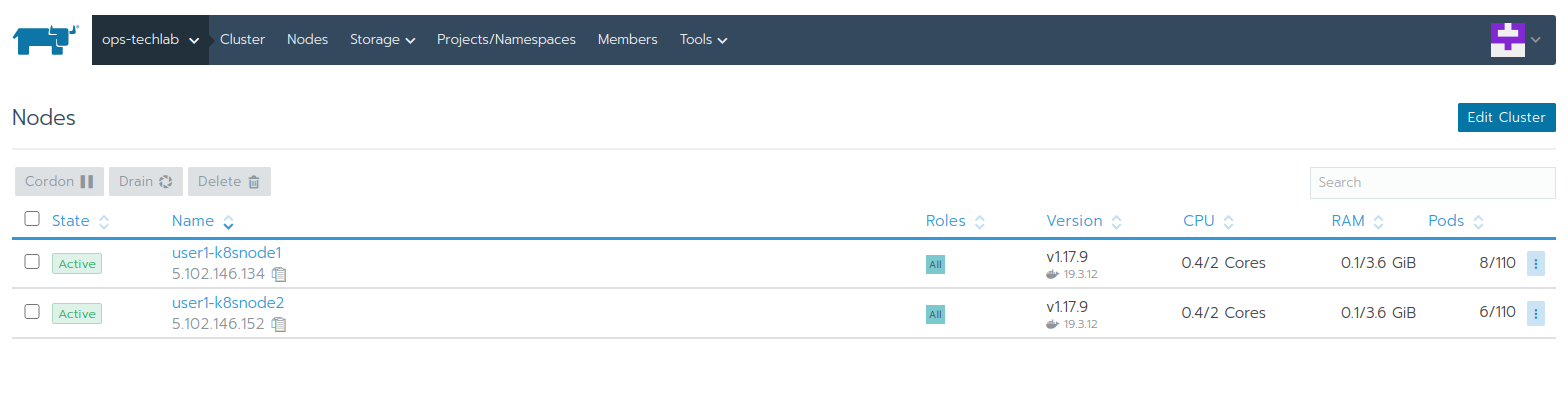 ops-techlab Cluster Nodes Storage Projects/Namespaces Members Tools
Nodes
Edit Cluster
Cordon Drain Delete
Search
State Name Roles Version CPU RAM Pods
Active user1-k8snode1 All v1.17.9 0.4/2 Cores 0.1/3.6 GiB 8/110
5.102.146.134 19.3.12
Active user1-k8snode2 All v1.17.9 0.4/2 Cores 0.1/3.6 GiB 6/110
5.102.146.152 19.3.12